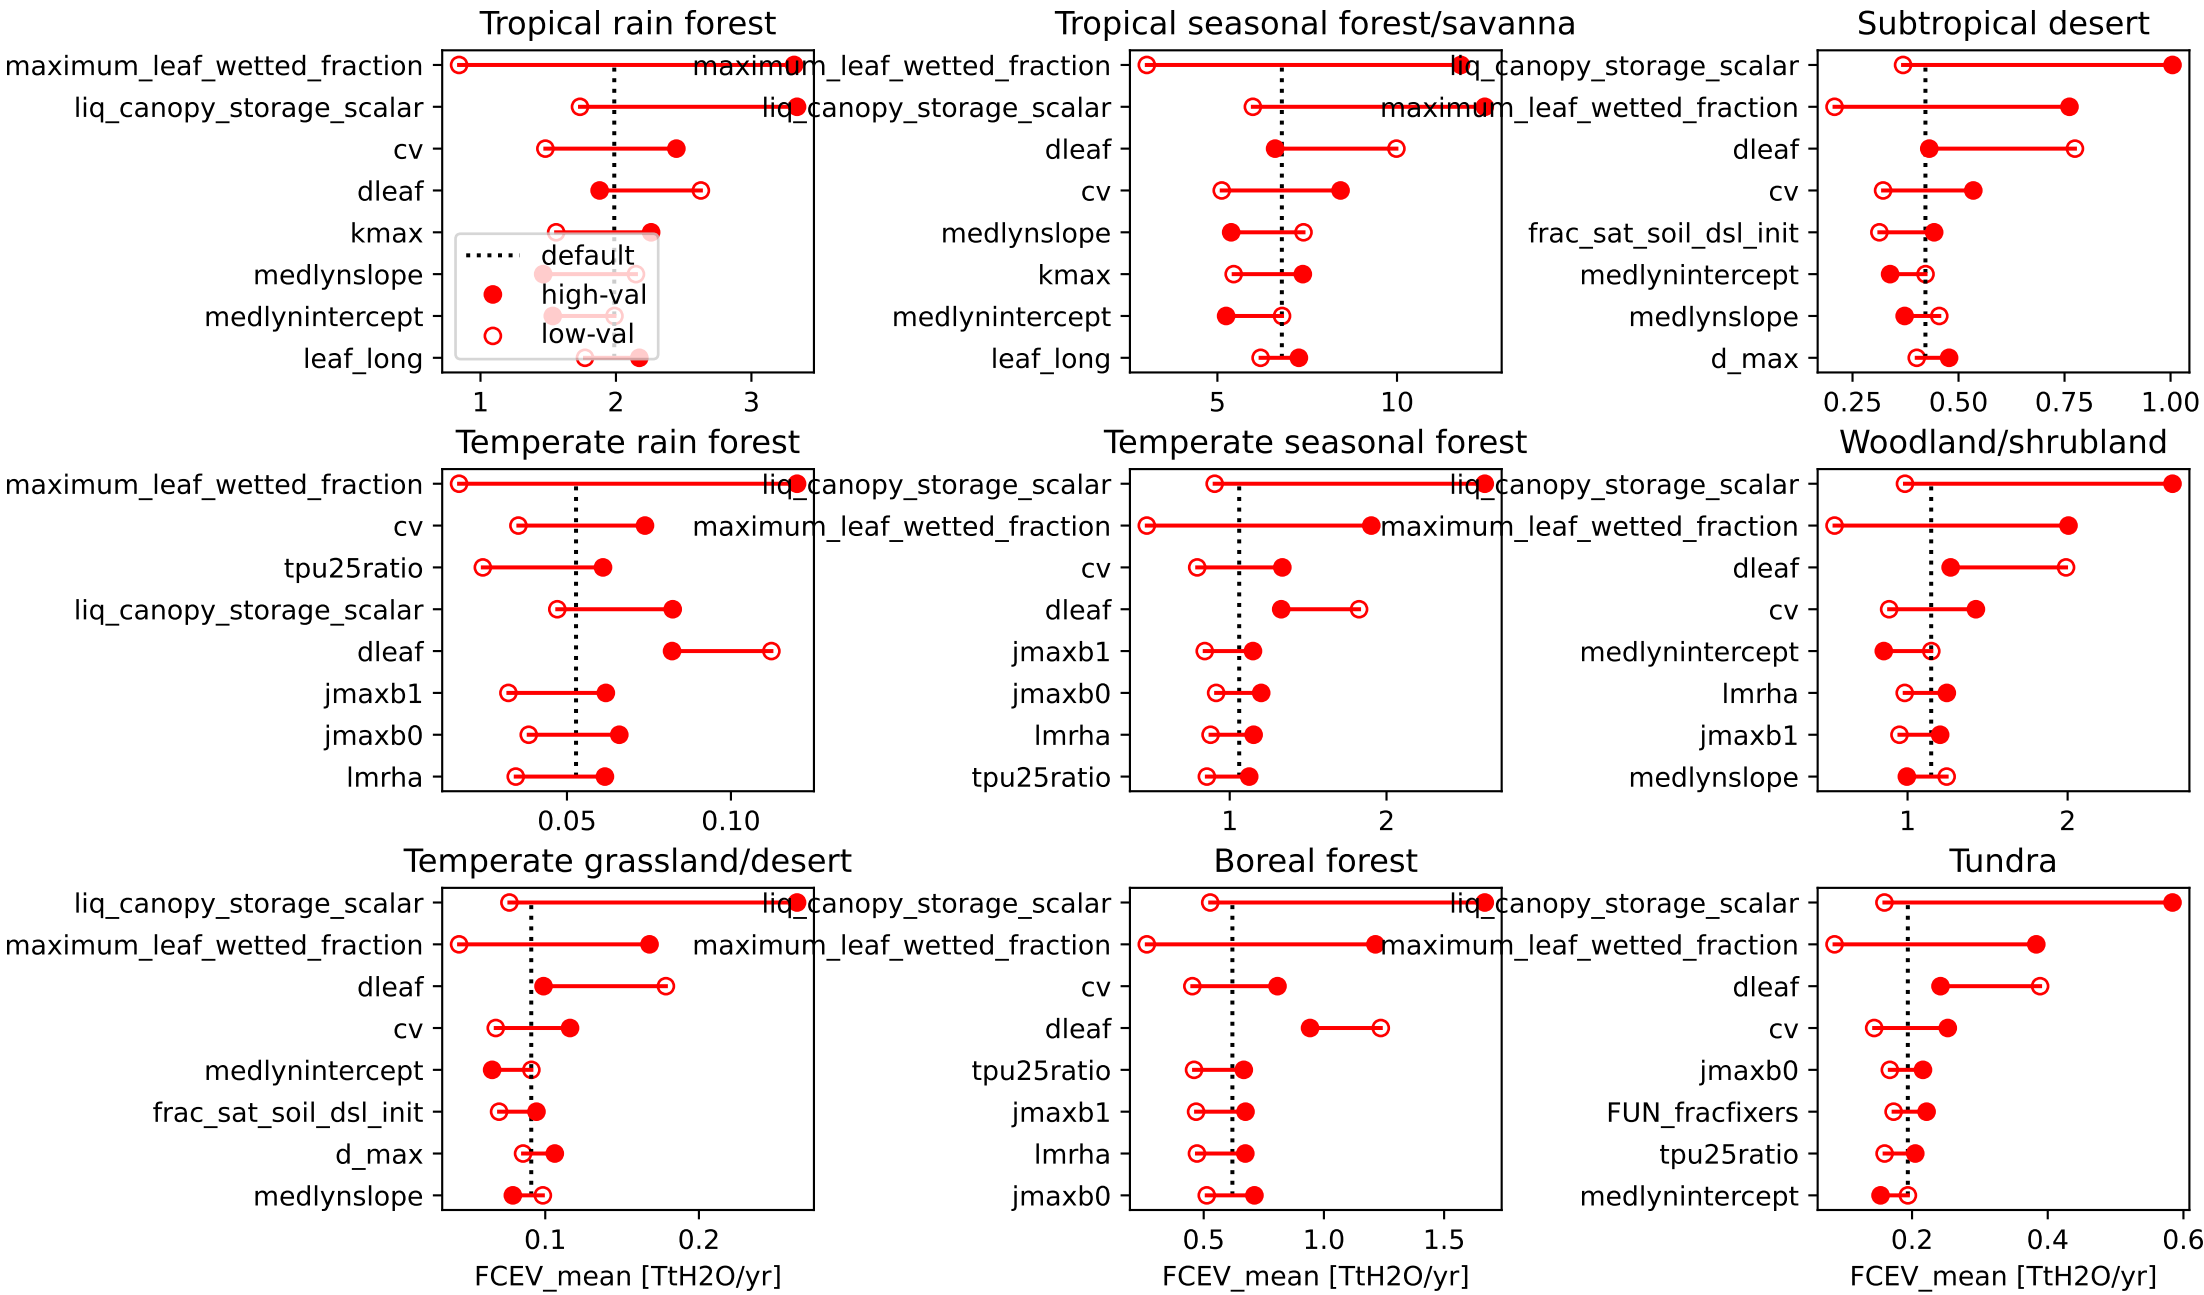 Tropical rain forest
maximum_leaf_wetted_fraction
liq_canopy_storage_scalar
cv
dleaf
kmax
medlynslope
medlynintercept
leaf_long
default
high-val
low-val
1 2 3
Tropical seasonal forest/savanna
maximum_leaf_wetted_fraction
liq_canopy_storage_scalar
dleaf
cv
medlynslope
kmax
medlynintercept
leaf_long
5 10
Subtropical desert
liq_canopy_storage_scalar
maximum_leaf_wetted_fraction
dleaf
cv
frac_sat_soil_dsl_init
medlynintercept
medlynslope
d_max
0.25 0.50 0.75 1.00
Temperate rain forest
maximum_leaf_wetted_fraction
cv
tpu25ratio
liq_canopy_storage_scalar
dleaf
jmaxb1
jmaxb0
lmrha
0.05 0.10
Temperate seasonal forest
liq_canopy_storage_scalar
maximum_leaf_wetted_fraction
cv
dleaf
jmaxb1
jmaxb0
lmrha
tpu25ratio
1 2
Woodland/shrubland
liq_canopy_storage_scalar
maximum_leaf_wetted_fraction
dleaf
cv
medlynintercept
lmrha
jmaxb1
medlynslope
1 2
Temperate grassland/desert
liq_canopy_storage_scalar
maximum_leaf_wetted_fraction
dleaf
cv
medlynintercept
frac_sat_soil_dsl_init
d_max
medlynslope
0.1 0.2
FCEV_mean [TtH2O/yr]
Boreal forest
liq_canopy_storage_scalar
maximum_leaf_wetted_fraction
cv
dleaf
tpu25ratio
jmaxb1
lmrha
jmaxb0
0.5 1.0 1.5
FCEV_mean [TtH2O/yr]
Tundra
liq_canopy_storage_scalar
maximum_leaf_wetted_fraction
dleaf
cv
jmaxb0
FUN_fracfixers
tpu25ratio
medlynintercept
0.2 0.4 0.6
FCEV_mean [TtH2O/yr]